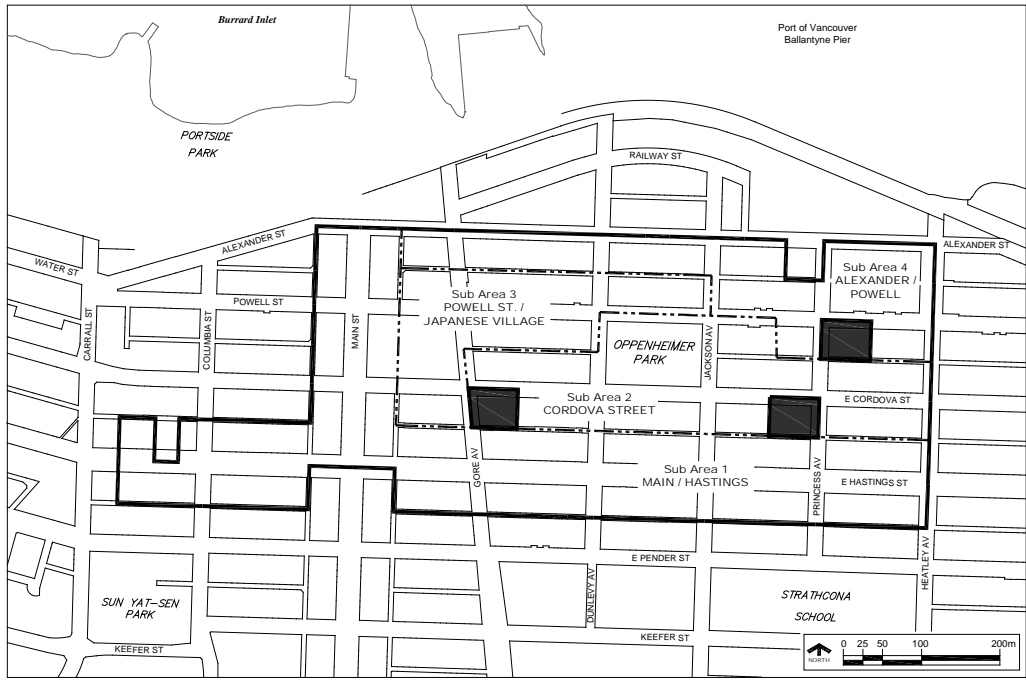 Burrard Inlet
Port of Vancouver
Ballantyne Pier
PORTSIDE
PARK
RAILWAY ST
ALEXANDER ST
ALEXANDER ST
WATER ST
Sub Area 4
ALEXANDER /
POWELL
Sub Area 3
POWELL ST. /
JAPANESE VILLAGE
POWELL ST
CARRALL ST
COLUMBIA ST
MAIN ST
OPPENHEIMER
PARK
JACKSON AV
Sub Area 2
CORDOVA STREET
E CORDOVA ST
Sub Area 1
MAIN / HASTINGS
GORE AV
PRINCESS AV
E HASTINGS ST
E PENDER ST
DUNLEVY AV
HEATLEY AV
SUN YAT-SEN
PARK
STRATHCONA
SCHOOL
KEEFER ST
KEEFER ST
NORTH
0 25 50 100 200m